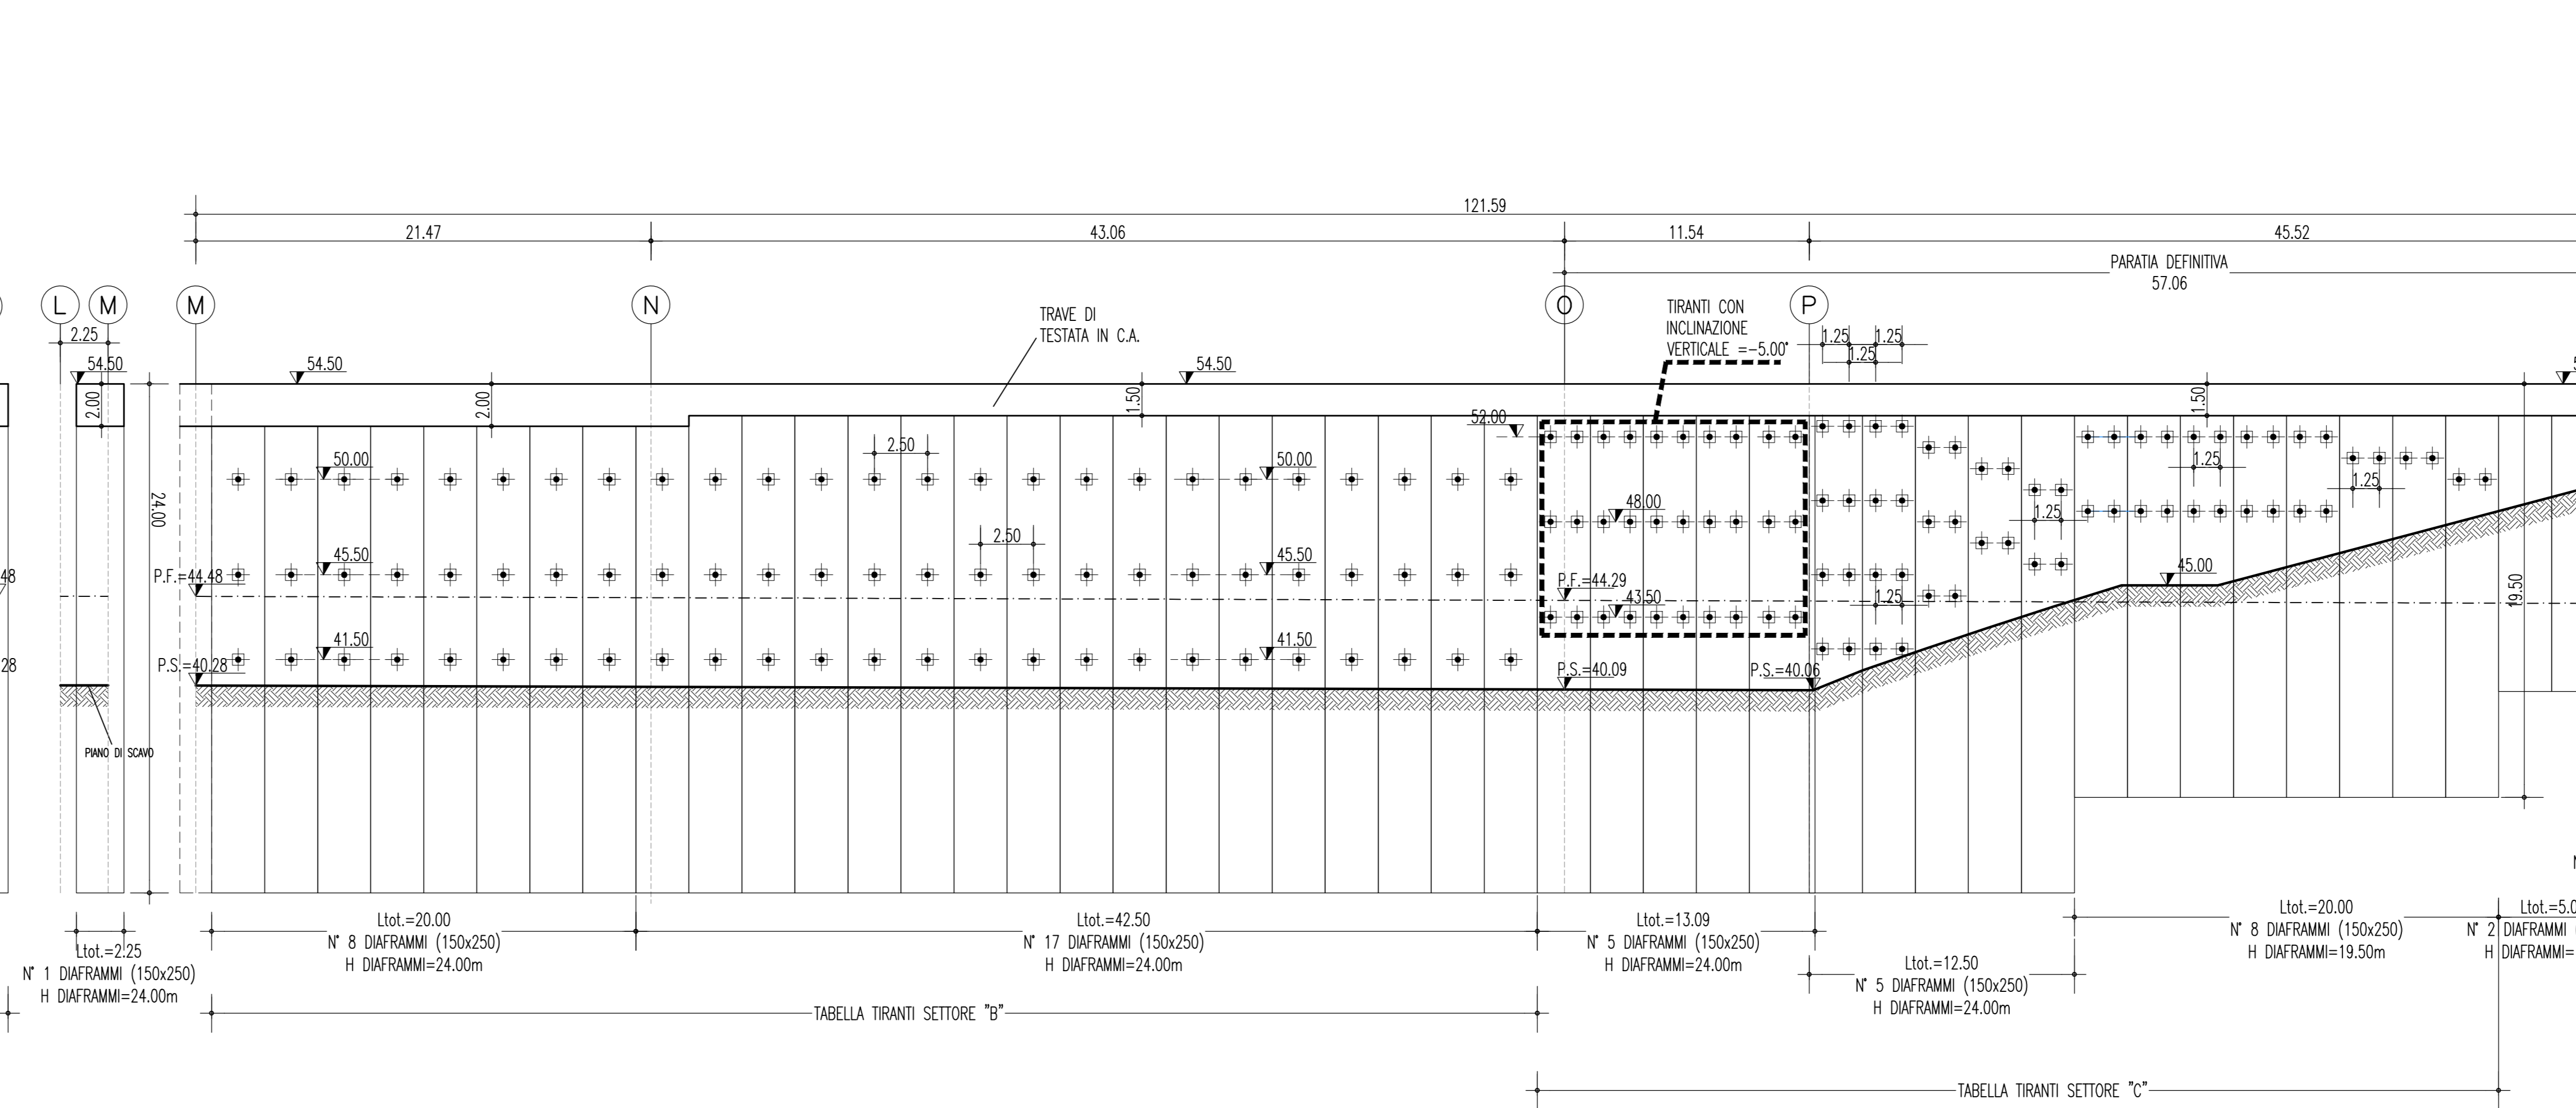 121.59
21.47
43.06
11.54
45.52
PARATIA DEFINITIVA
57.06
L
M
M
N
O
P
2.25
TRAVE DI
TESTATA IN C.A.
TIRANTI CON
INCLINAZIONE
VERTICALE =-5.00°
1.25
1.25
1.25
54.50
54.50
54.50
2.00
2.00
1.50
1.50
24.00
52.00
2.50
50.00
50.00
1.25
1.25
48.00
1.25
2.50
45.50
45.50
45.00
48
P.F.=44.48
P.F.=44.29
43.50
1.25
19.50
41.50
41.50
28
P.S.=40.28
P.S.=40.09
P.S.=40.06
PIANO DI SCAVO
Ltot.=2.25
N° 1 DIAFRAMMI (150x250)
H DIAFRAMMI=24.00m
Ltot.=20.00
N° 8 DIAFRAMMI (150x250)
H DIAFRAMMI=24.00m
Ltot.=42.50
N° 17 DIAFRAMMI (150x250)
H DIAFRAMMI=24.00m
Ltot.=13.09
N° 5 DIAFRAMMI (150x250)
H DIAFRAMMI=24.00m
Ltot.=12.50
N° 5 DIAFRAMMI (150x250)
H DIAFRAMMI=24.00m
Ltot.=20.00
N° 8 DIAFRAMMI (150x250)
H DIAFRAMMI=19.50m
Ltot.=5.0
N° 2 DIAFRAMMI
H DIAFRAMMI=
TABELLA TIRANTI SETTORE "B"
TABELLA TIRANTI SETTORE "C"